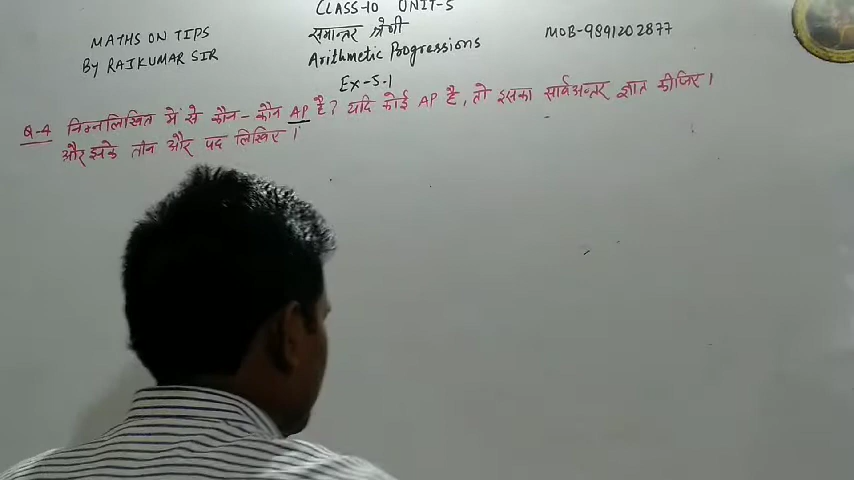 CLASS-10 UNIT-5
समान्तर श्रेणी
MATHS ON TIPS
MOB-9891202877
By RAJKUMAR SIR
Arithmetic Progressions
Ex-5.1
Q-4 निम्नलिखित में से कौन-कौन AP है? यदि कोई AP है, तो इसका सार्वअन्तर ज्ञात कीजिए।
और इनके तीन और पद लिखिए।